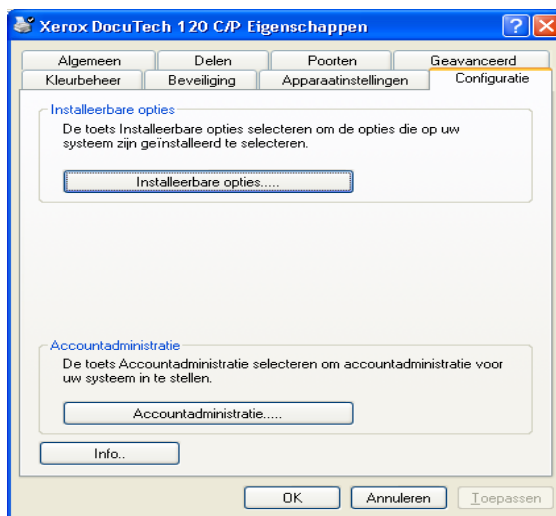 Xerox DocuTech 120 C/P Eigenschappen
Algemeen Delen Poorten Geavanceerd
Kleurbeheer Beveiliging Apparaatinstellingen Configuratie
Installeerbare opties
De toets Installeerbare opties selecteren om de opties die op uw
systeem zijn geïnstalleerd te selecteren.
Installeerbare opties.....
Accountadministratie
De toets Accountadministratie selecteren om accountadministratie voor
uw systeem in te stellen.
Accountadministratie.....
Info..
OK Annuleren Toepassen